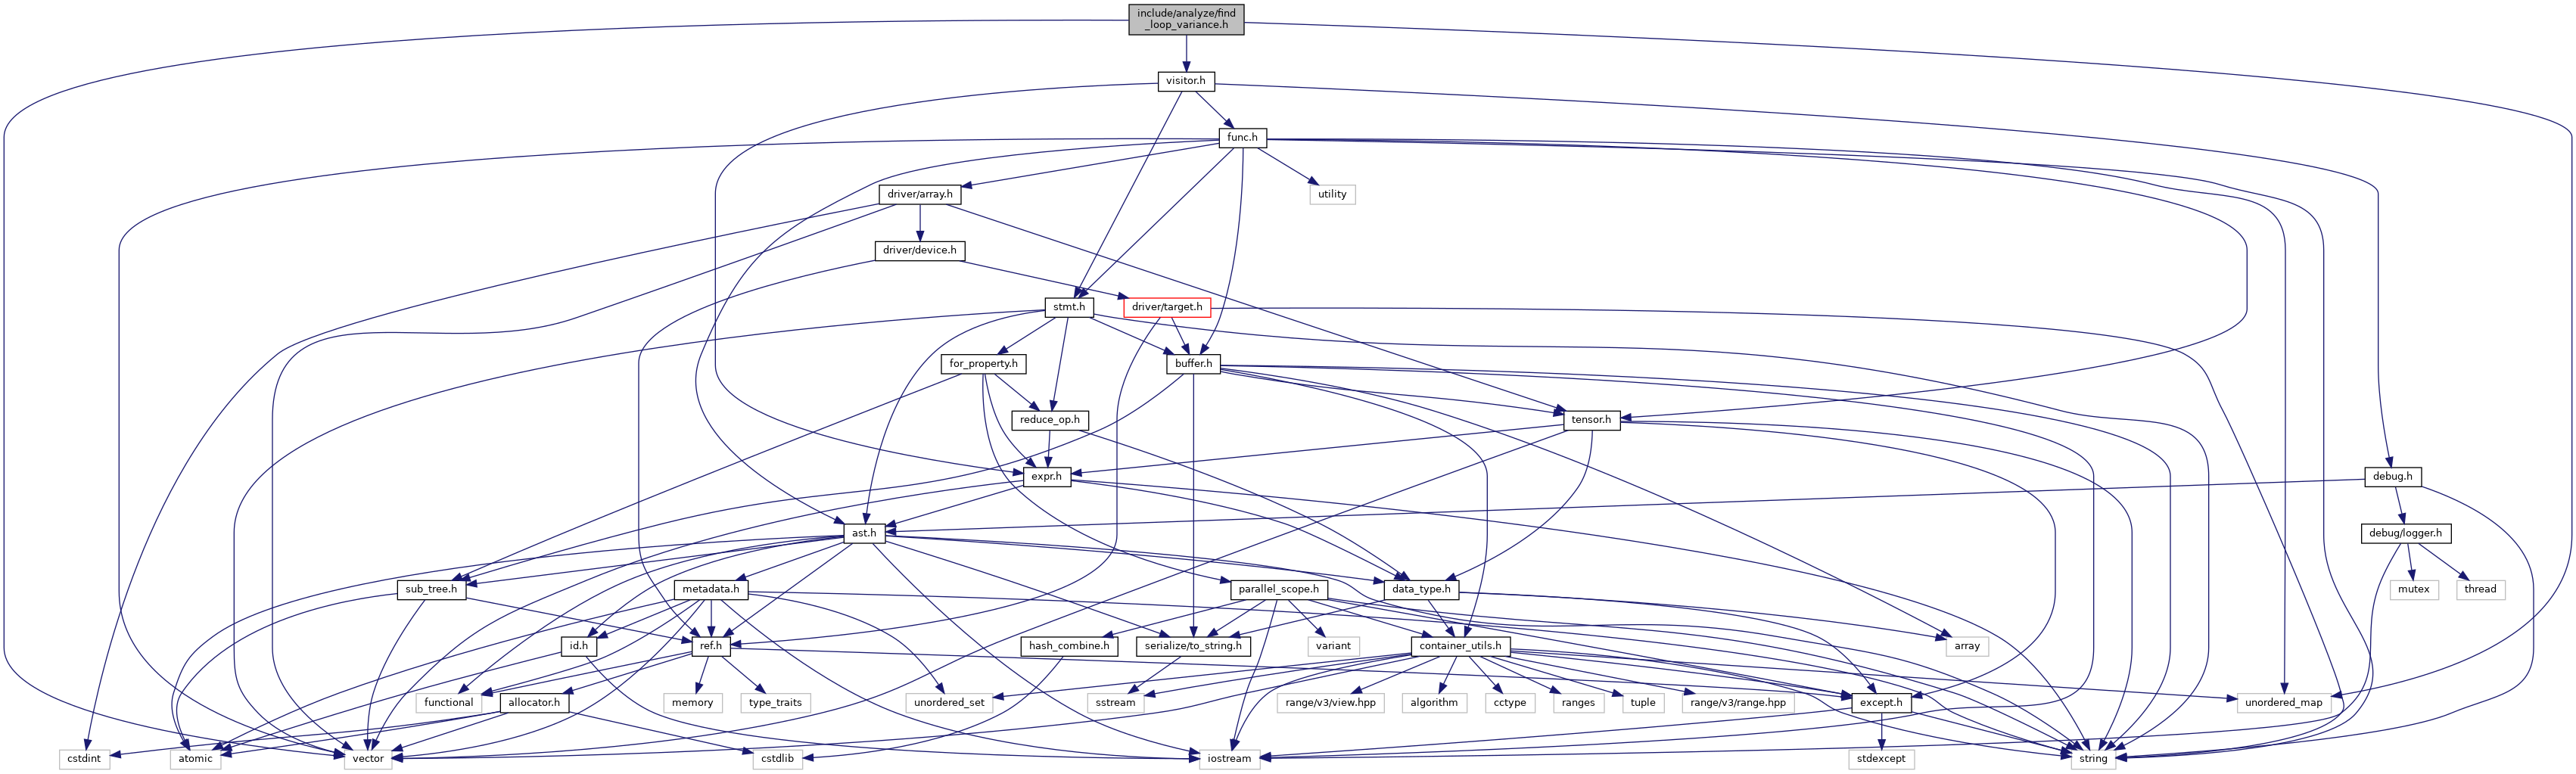 include/analyze/find
_loop_variance.h
visitor.h
func.h
driver/array.h
utility
driver/device.h
stmt.h
driver/target.h
for_property.h
buffer.h
reduce_op.h
tensor.h
expr.h
debug.h
ast.h
debug/logger.h
sub_tree.h
metadata.h
parallel_scope.h
data_type.h
mutex
thread
id.h
ref.h
hash_combine.h
serialize/to_string.h
variant
container_utils.h
array
functional
allocator.h
memory
type_traits
unordered_set
sstream
range/v3/view.hpp
algorithm
cctype
ranges
tuple
range/v3/range.hpp
except.h
unordered_map
cstdint
atomic
vector
cstdlib
iostream
stdexcept
string